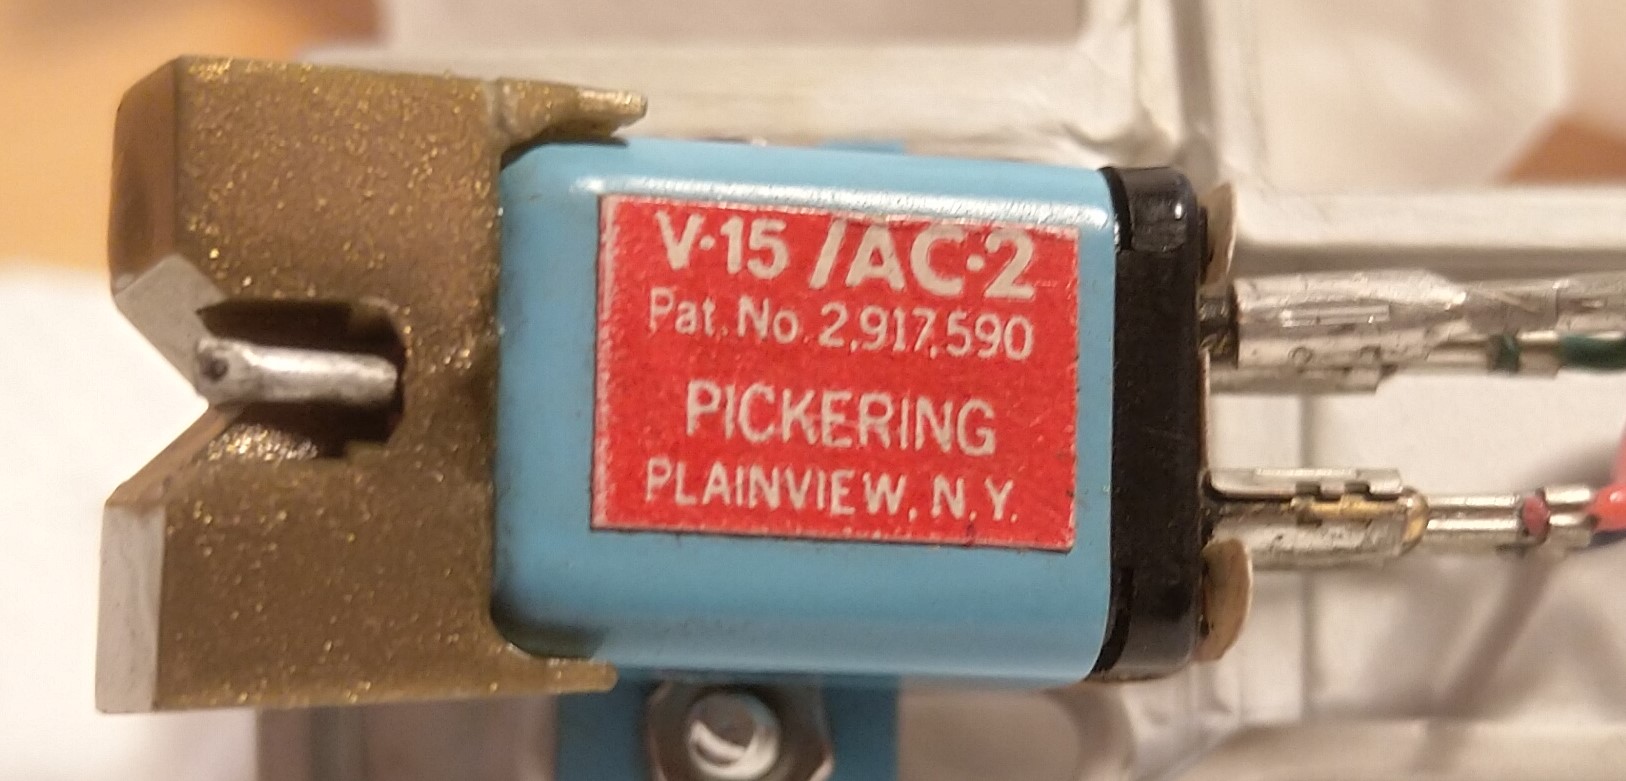 V·15 /AC·2
Pat. No. 2,917,590
PICKERING
PLAINVIEW, N.Y.